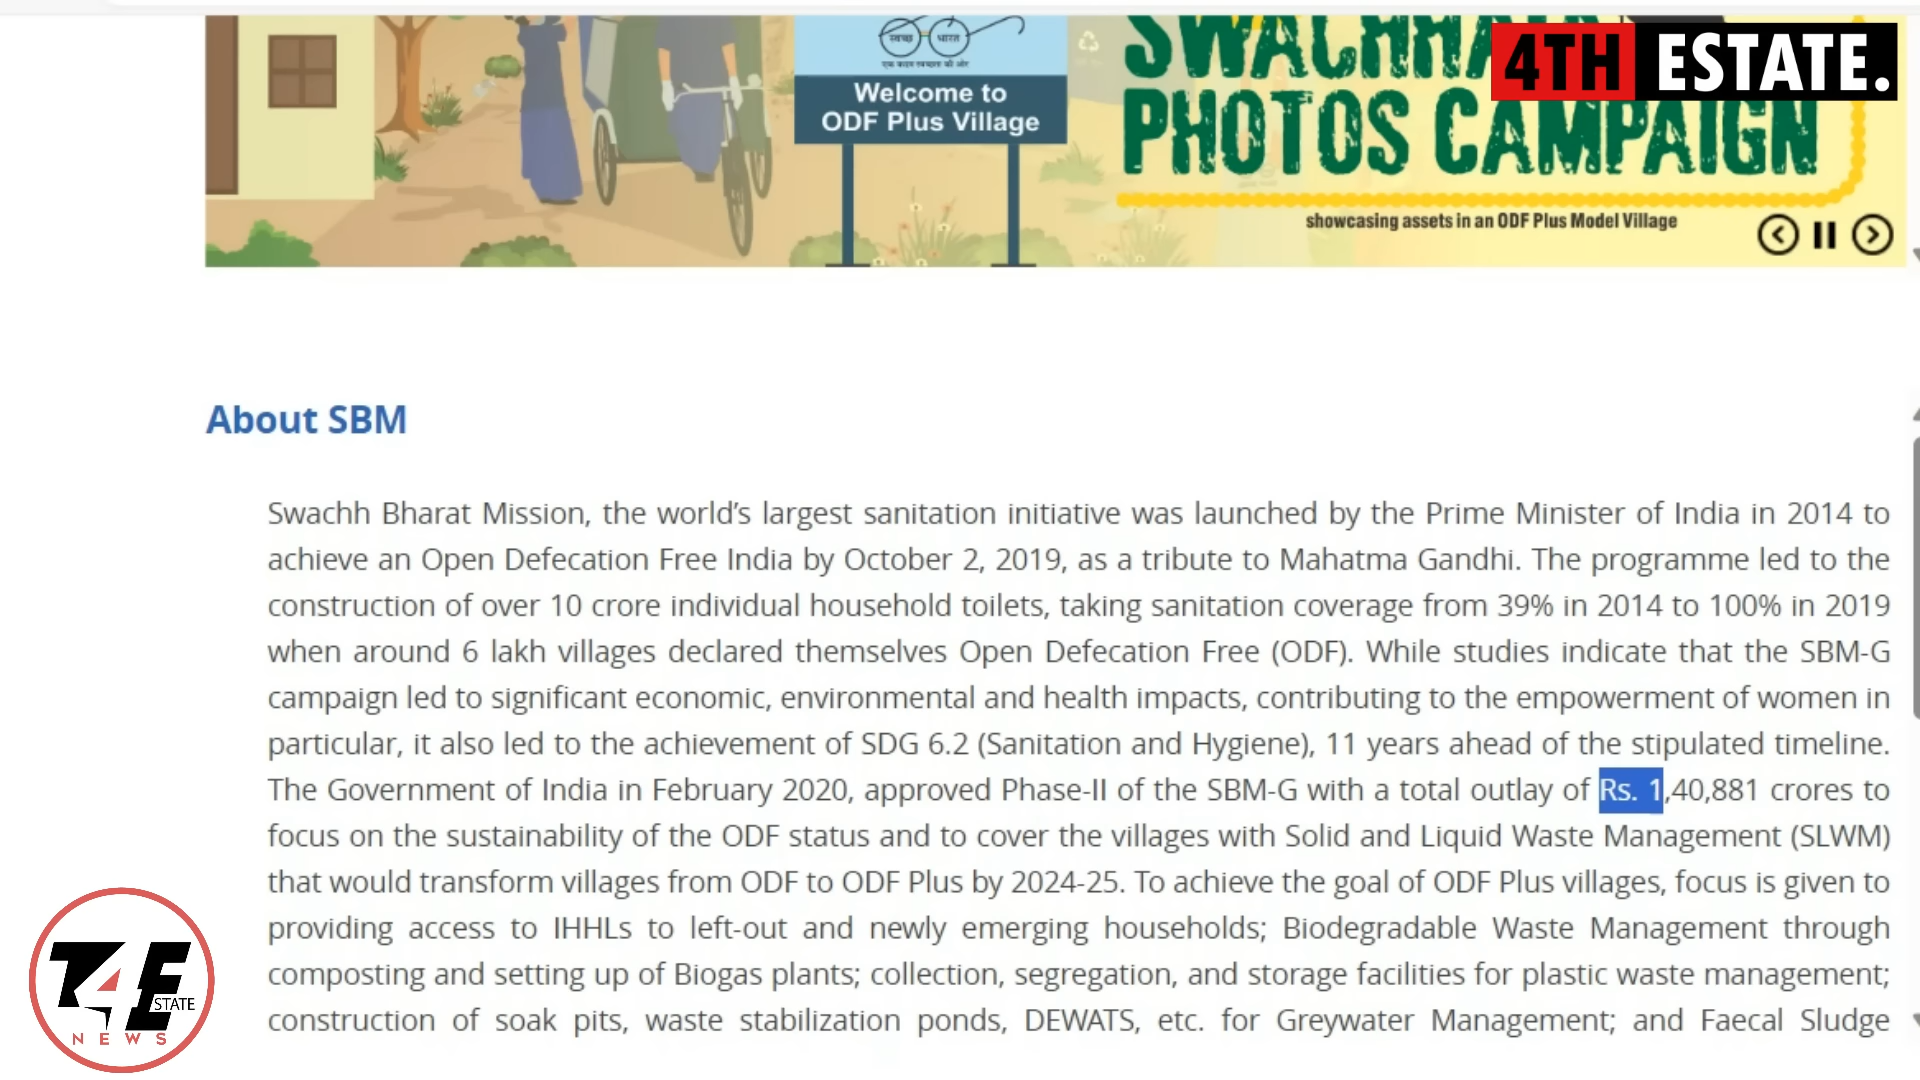 SWACHHATA
4TH ESTATE.
स्वच्छ भारत
एक कदम स्वच्छता की ओर
Welcome to
ODF Plus Village
PHOTOS CAMPAIGN
showcasing assets in an ODF Plus Model Village
About SBM
Swachh Bharat Mission, the world’s largest sanitation initiative was launched by the Prime Minister of India in 2014 to
achieve an Open Defecation Free India by October 2, 2019, as a tribute to Mahatma Gandhi. The programme led to the
construction of over 10 crore individual household toilets, taking sanitation coverage from 39% in 2014 to 100% in 2019
when around 6 lakh villages declared themselves Open Defecation Free (ODF). While studies indicate that the SBM-G
campaign led to significant economic, environmental and health impacts, contributing to the empowerment of women in
particular, it also led to the achievement of SDG 6.2 (Sanitation and Hygiene), 11 years ahead of the stipulated timeline.
The Government of India in February 2020, approved Phase-II of the SBM-G with a total outlay of Rs. 1,40,881 crores to
focus on the sustainability of the ODF status and to cover the villages with Solid and Liquid Waste Management (SLWM)
that would transform villages from ODF to ODF Plus by 2024-25. To achieve the goal of ODF Plus villages, focus is given to
providing access to IHHLs to left-out and newly emerging households; Biodegradable Waste Management through
composting and setting up of Biogas plants; collection, segregation, and storage facilities for plastic waste management;
construction of soak pits, waste stabilization ponds, DEWATS, etc. for Greywater Management; and Faecal Sludge
T4E
ESTATE
NEWS